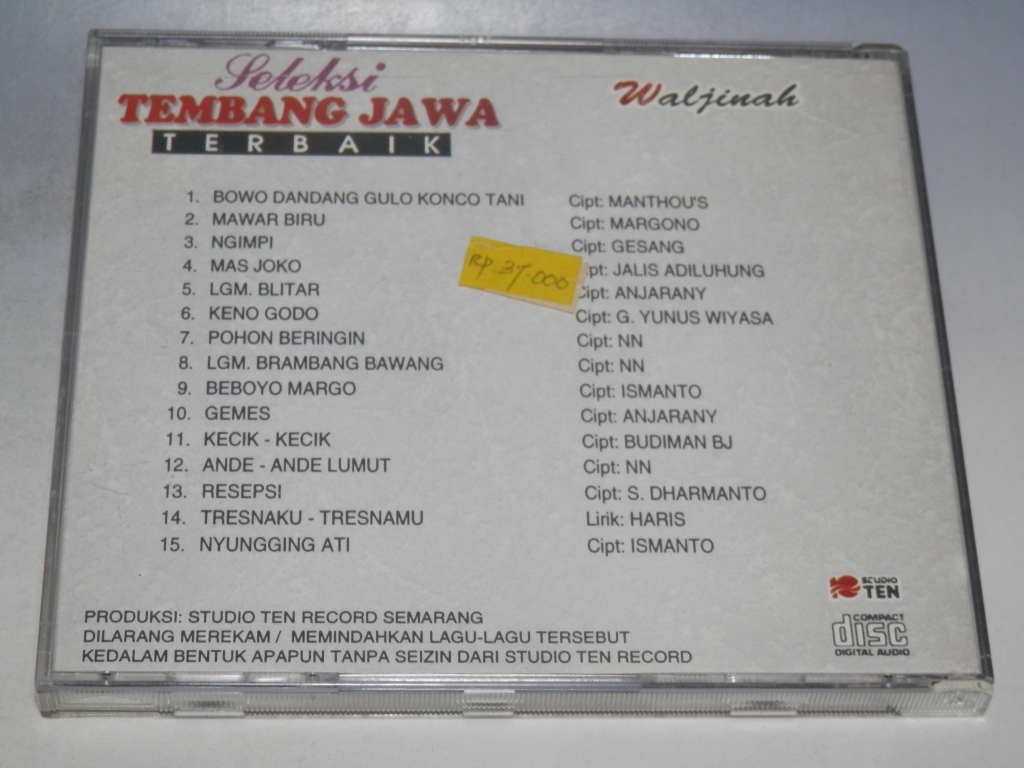 Seleksi
TEMBANG JAWA
TERBAIK
Waljinah
1. BOWO DANDANG GULO KONCO TANI Cipt: MANTHOU'S
2. MAWAR BIRU Cipt: MARGONO
3. NGIMPI Cipt: GESANG
4. MAS JOKO Cipt: JALIS ADILUHUNG
5. LGM. BLITAR Cipt: ANJARANY
6. KENO GODO Cipt: G. YUNUS WIYASA
7. POHON BERINGIN Cipt: NN
8. LGM. BRAMBANG BAWANG Cipt: NN
9. BEBOYO MARGO Cipt: ISMANTO
10. GEMES Cipt: ANJARANY
11. KECIK - KECIK Cipt: BUDIMAN BJ
12. ANDE - ANDE LUMUT Cipt: NN
13. RESEPSI Cipt: S. DHARMANTO
14. TRESNAKU - TRESNAMU Lirik: HARIS
15. NYUNGGING ATI Cipt: ISMANTO
Rp. 37.000
PRODUKSI: STUDIO TEN RECORD SEMARANG
DILARANG MEREKAM / MEMINDAHKAN LAGU-LAGU TERSEBUT
KEDALAM BENTUK APAPUN TANPA SEIZIN DARI STUDIO TEN RECORD
STUDIO
TEN
COMPACT
disc
DIGITAL AUDIO